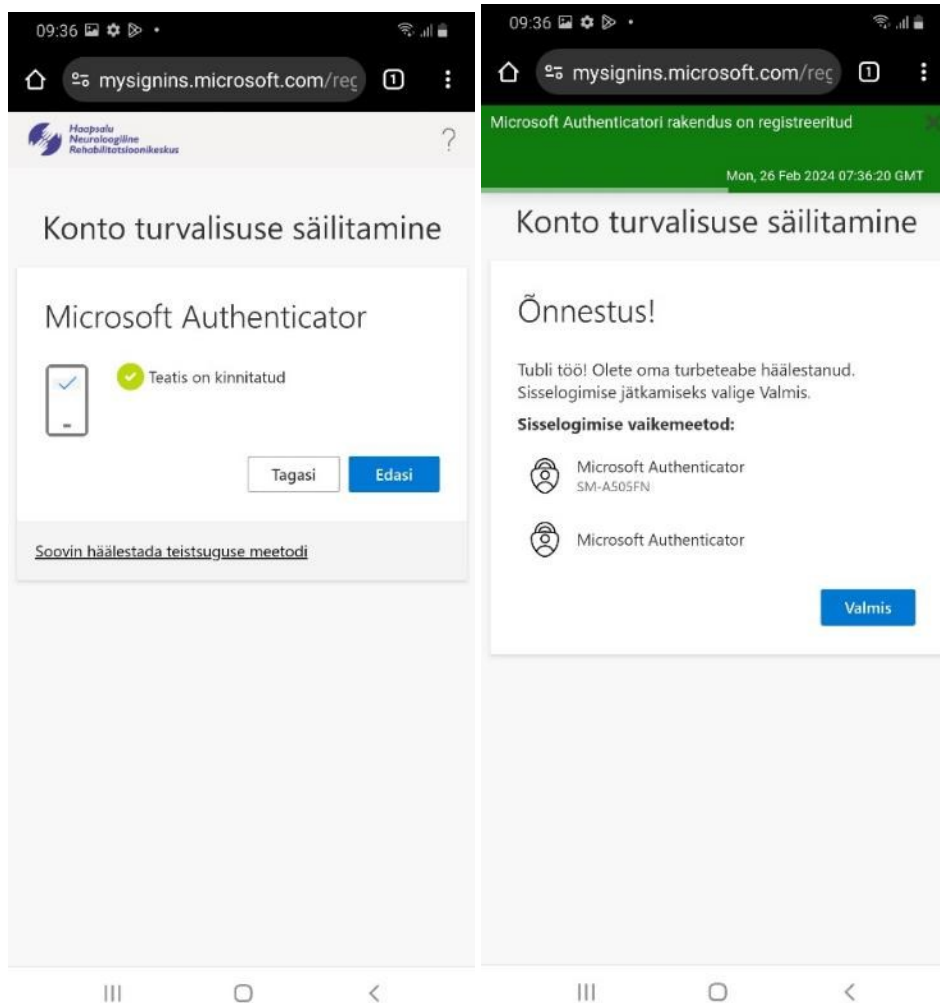 09:36
mysignins.microsoft.com/reg
1
Haapsalu
Neuroloogiline
Rehabilitatsioonikeskus
?
Konto turvalisuse säilitamine
Microsoft Authenticator
Teatis on kinnitatud
Tagasi
Edasi
Soovin häälestada teistsuguse meetodi
09:36
mysignins.microsoft.com/reg
1
Microsoft Authenticatori rakendus on registreeritud
Mon, 26 Feb 2024 07:36:20 GMT
Konto turvalisuse säilitamine
Õnnestus!
Tubli töö! Olete oma turbeteabe häälestanud.
Sisselogimise jätkamiseks valige Valmis.
Sisselogimise vaikemeetod:
Microsoft Authenticator
SM-A505FN
Microsoft Authenticator
Valmis